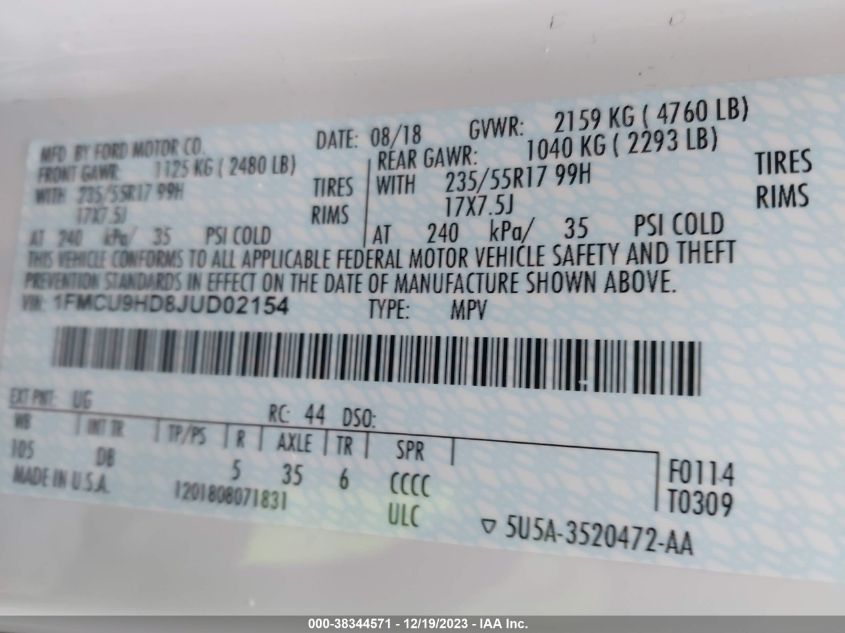 MFD. BY FORD MOTOR CO. DATE: 08/18 GVWR: 2159 KG ( 4760 LB)
FRONT GAWR: 1125 KG ( 2480 LB) REAR GAWR: 1040 KG ( 2293 LB)
WITH 235/55R17 99H TIRES WITH 235/55R17 99H TIRES
17X7.5J RIMS 17X7.5J RIMS
AT 240 kPa/ 35 PSI COLD AT 240 kPa/ 35 PSI COLD
THIS VEHICLE CONFORMS TO ALL APPLICABLE FEDERAL MOTOR VEHICLE SAFETY AND THEFT
PREVENTION STANDARDS IN EFFECT ON THE DATE OF MANUFACTURE SHOWN ABOVE.
VIN: 1FMCU9HD8JUD02154 TYPE: MPV
EXT PNT: UG RC: 44 DSO:
WB INT TR TP/PS R AXLE TR SPR
105 DB 5 35 6 CCCC F0114
MADE IN U.S.A. 1201808071831 ULC T0309
5U5A-3520472-AA
000-38344571 - 12/19/2023 - IAA Inc.